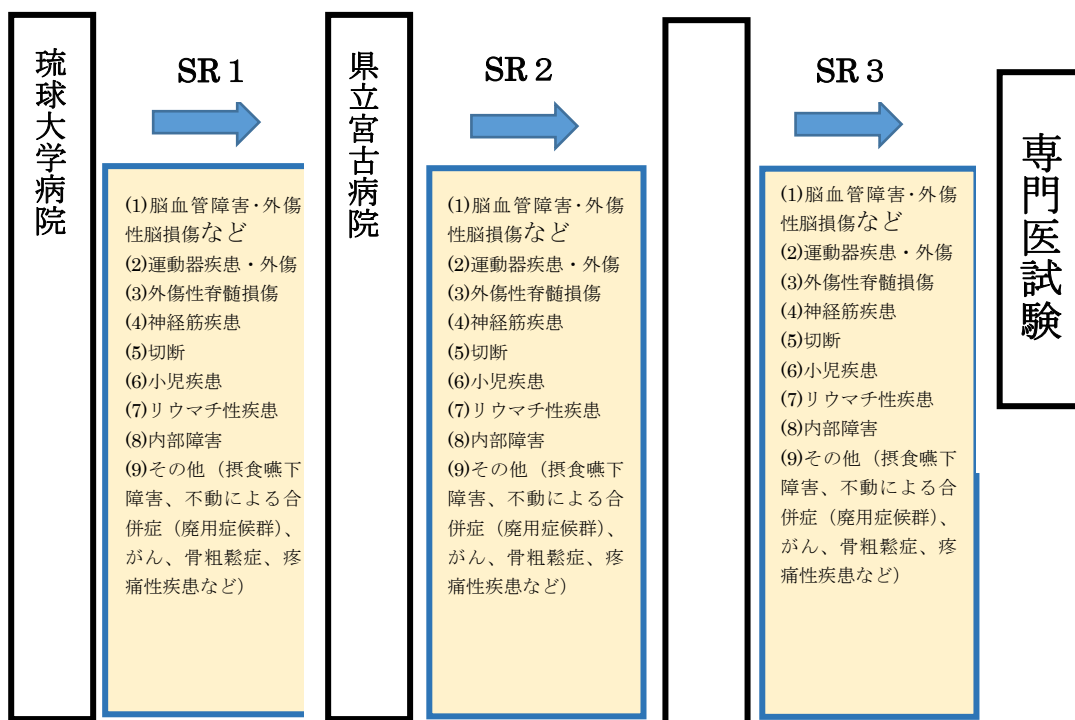 琉球大学病院
SR１
(1)脳血管障害・外傷
性脳損傷など
(2)運動器疾患・外傷
(3)外傷性脊髄損傷
(4)神経筋疾患
(5)切断
(6)小児疾患
(7)リウマチ性疾患
(8)内部障害
(9)その他（摂食嚥下
障害、不動による合
併症（廃用症候群）、
がん、骨粗鬆症、疼
痛性疾患など）
県立宮古病院
SR２
(1)脳血管障害・外傷
性脳損傷など
(2)運動器疾患・外傷
(3)外傷性脊髄損傷
(4)神経筋疾患
(5)切断
(6)小児疾患
(7)リウマチ性疾患
(8)内部障害
(9)その他（摂食嚥下
障害、不動による合
併症（廃用症候群）、
がん、骨粗鬆症、疼
痛性疾患など）
SR３
(1)脳血管障害・外傷
性脳損傷など
(2)運動器疾患・外傷
(3)外傷性脊髄損傷
(4)神経筋疾患
(5)切断
(6)小児疾患
(7)リウマチ性疾患
(8)内部障害
(9)その他（摂食嚥下
障害、不動による合
併症（廃用症候群）、
がん、骨粗鬆症、疼
痛性疾患など）
専門医試験